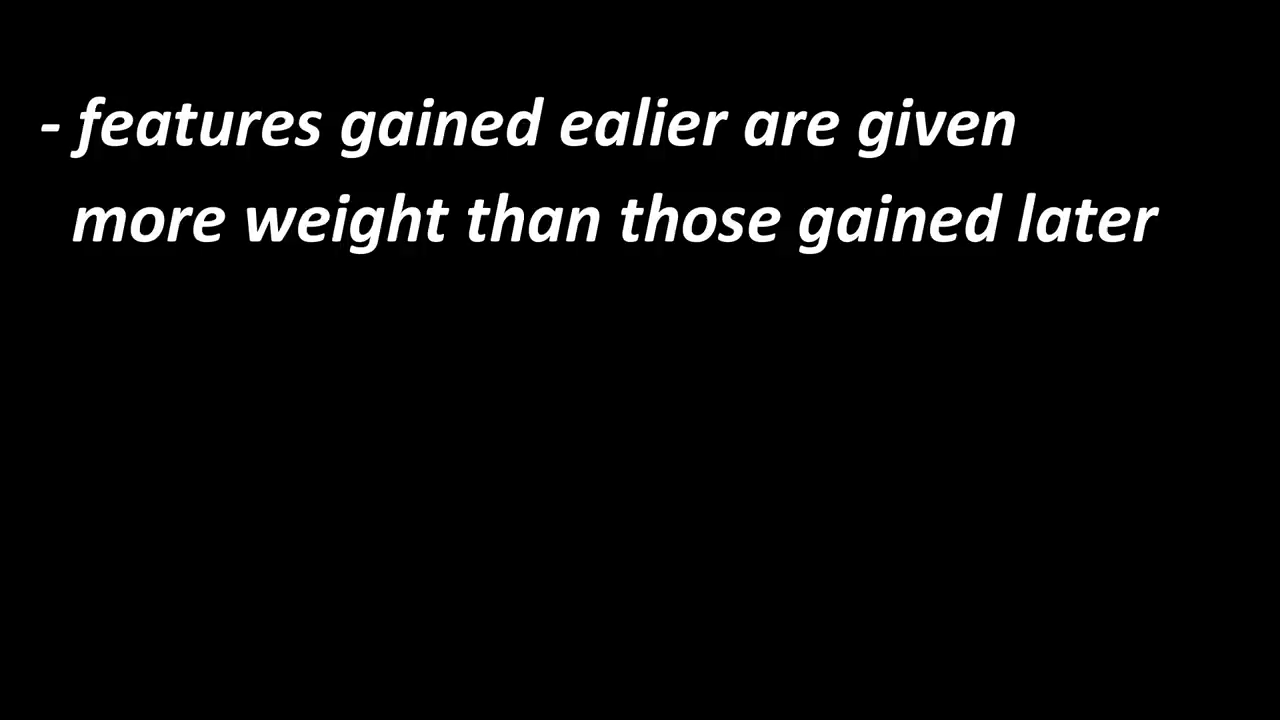 - features gained ealier are given
more weight than those gained later